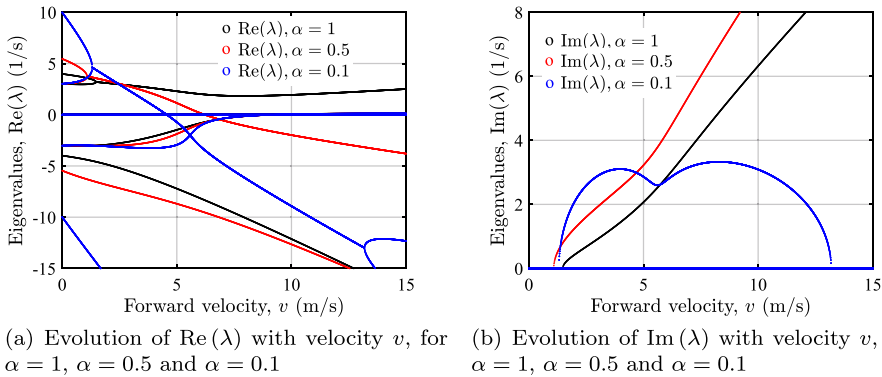 Eigenvalues, Re(λ) (1/s)
10
5
0
-5
-10
-15
Re(λ), α = 1
Re(λ), α = 0.5
Re(λ), α = 0.1
0 5 10 15
Forward velocity, v (m/s)
(a) Evolution of Re (λ) with velocity v, for
α = 1, α = 0.5 and α = 0.1
Eigenvalues, Im(λ) (1/s)
8
6
4
2
0
Im(λ), α = 1
Im(λ), α = 0.5
Im(λ), α = 0.1
0 5 10 15
Forward velocity, v (m/s)
(b) Evolution of Im (λ) with velocity v,
α = 1, α = 0.5 and α = 0.1